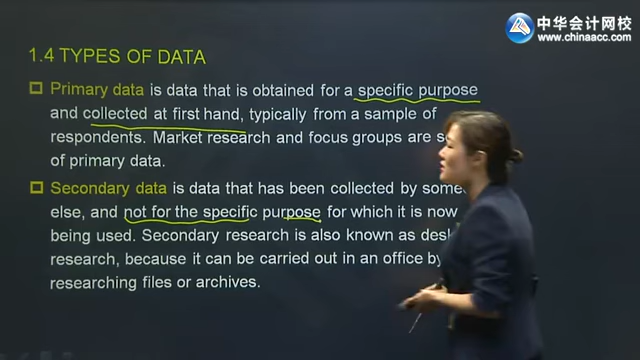 中华会计网校
www.chinaacc.com
1.4 TYPES OF DATA
Primary data is data that is obtained for a specific purpose
and collected at first hand, typically from a sample of
respondents. Market research and focus groups are
of primary data.
Secondary data is data that has been collected by
else, and not for the specific purpose for which it is now
being used. Secondary research is also known as
research, because it can be carried out in an office by
researching files or archives.